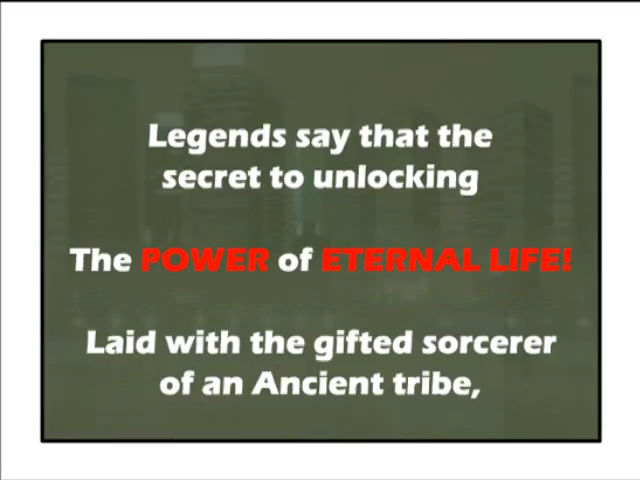 Legends say that the
secret to unlocking
The POWER of ETERNAL LIFE!
Laid with the gifted sorcerer
of an Ancient tribe,